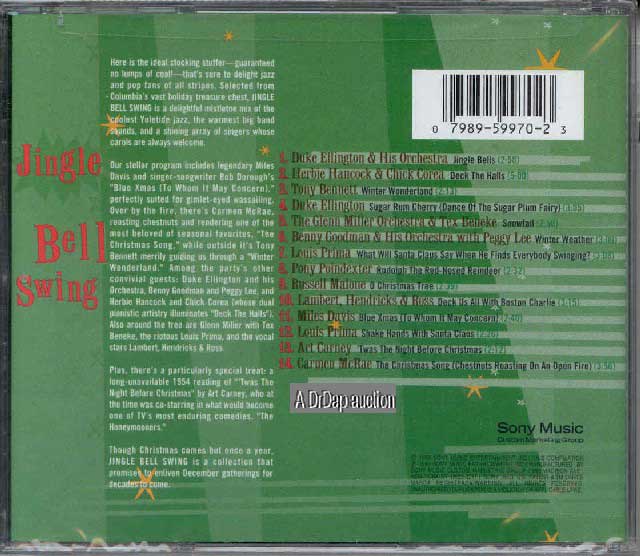 Jingle
Bell
Swing
Here is the ideal stocking stuffer—guaranteed
no lumps of coal!—that's sure to delight jazz
and pop fans of all stripes. Selected from
Columbia's vast holiday treasure chest, JINGLE
BELL SWING is a delightful mistletoe mix of the
coolest Yuletide jazz, the warmest big band
sounds, and a shining array of singers whose
carols are always welcome.
Our stellar program includes legendary Miles
Davis and singer-songwriter Bob Dorough's
"Blue Xmas (To Whom It May Concern),"
perfectly suited for gimlet-eyed wassailing.
Over by the fire, there's Carmen McRae,
roasting chestnuts and rendering one of the
most beloved of seasonal favorites, "The
Christmas Song," while outside it's Tony
Bennett merrily guiding us through a "Winter
Wonderland." Among the party's other
convivial guests: Duke Ellington and his
Orchestra, Benny Goodman and Peggy Lee, and
Herbie Hancock and Chick Corea (whose dual
pianistic artistry illuminates "Deck The Halls").
Also around the tree are Glenn Miller with Tex
Beneke, the riotous Louis Prima, and the vocal
stars Lambert, Hendricks & Ross.
Plus, there's a particularly special treat: a
long-unavailable 1954 reading of "'Twas The
Night Before Christmas" by Art Carney, who at
the time was co-starring in what would become
one of TV's most enduring comedies, "The
Honeymooners."
Though Christmas comes but once a year,
JINGLE BELL SWING is a collection that
promises to enliven December gatherings for
decades to come.
0 7989-59970-2 3
1. Duke Ellington & His Orchestra Jingle Bells (2-58)
2. Herbie Hancock & Chick Corea Deck The Halls (5-00)
3. Tony Bennett Winter Wonderland (2-13)
4. Duke Ellington Sugar Rum Cherry (Dance Of The Sugar Plum Fairy)
5. The Glenn Miller Orchestra & Tex Beneke Snowfall
6. Benny Goodman & His Orchestra with Peggy Lee Winter Weather
7. Louis Prima What Will Santa Claus Say When He Finds Everybody Swinging?
8. Pony Poindexter Rudolph The Red-Nosed Reindeer (2-32)
9. Russell Malone O Christmas Tree
10. Lambert, Hendricks & Ross Deck Us All With Boston Charlie (3-15)
11. Miles Davis Blue Xmas (To Whom It May Concern) (2-40)
12. Louis Prima Shake Hands With Santa Claus
13. Art Carney 'Twas The Night Before Christmas
14. Carmen McRae The Christmas Song (Chestnuts Roasting On An Open Fire)
A DrDap auction
Sony Music
Custom Marketing Group